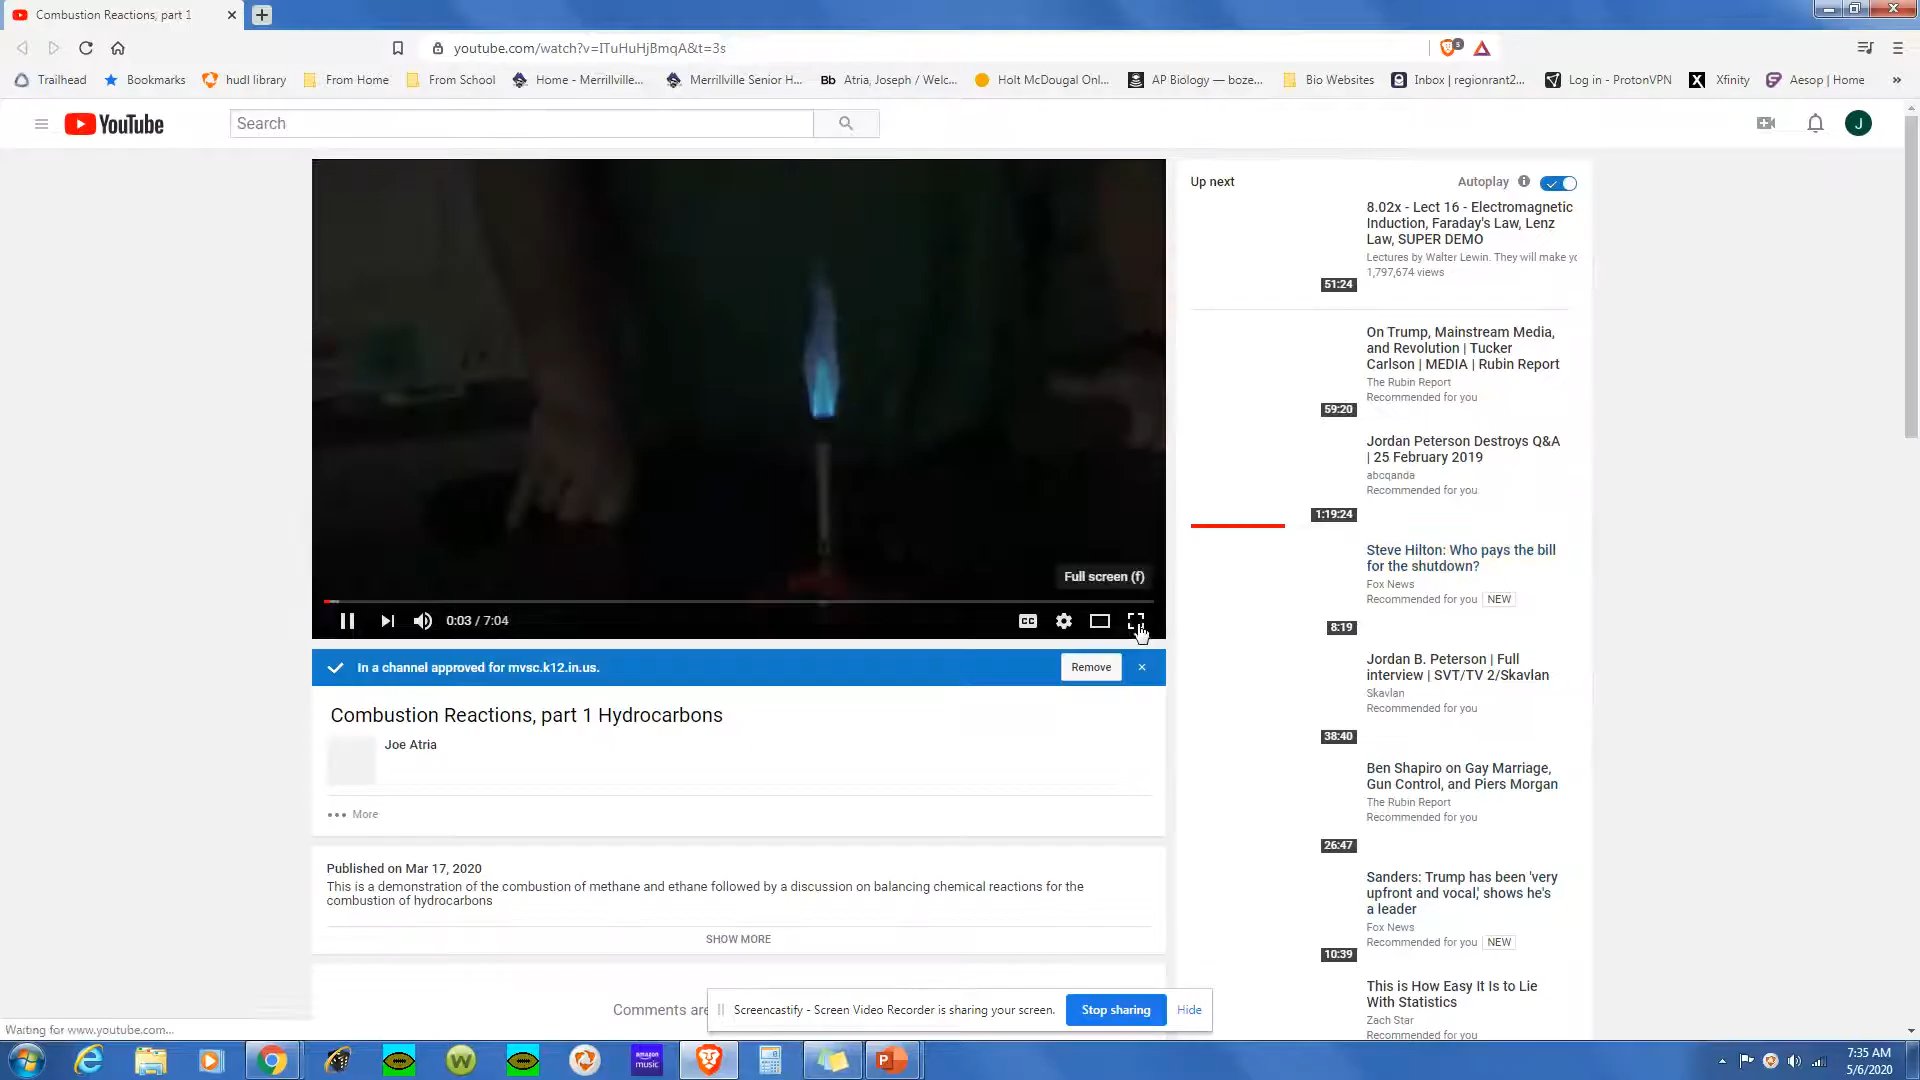 Combustion Reactions, part 1
youtube.com/watch?v=ITuHuHjBmqA&t=3s
Trailhead
Bookmarks
hudl library
From Home
From School
Home - Merrillville...
Merrillville Senior H...
Bb Atria, Joseph / Welc...
Holt McDougal Onl...
AP Biology — boze...
Bio Websites
Inbox | regionrant2...
Log in - ProtonVPN
Xfinity
Aesop | Home
YouTube
Search
J
Up next
Autoplay
8.02x - Lect 16 - Electromagnetic
Induction, Faraday's Law, Lenz
Law, SUPER DEMO
Lectures by Walter Lewin. They will make yo
1,797,674 views
51:24
On Trump, Mainstream Media,
and Revolution | Tucker
Carlson | MEDIA | Rubin Report
The Rubin Report
Recommended for you
59:20
Jordan Peterson Destroys Q&A
| 25 February 2019
abcqanda
Recommended for you
1:19:24
Steve Hilton: Who pays the bill
for the shutdown?
Fox News
Recommended for you NEW
8:19
Jordan B. Peterson | Full
interview | SVT/TV 2/Skavlan
Skavlan
Recommended for you
38:40
Ben Shapiro on Gay Marriage,
Gun Control, and Piers Morgan
The Rubin Report
Recommended for you
26:47
Sanders: Trump has been 'very
upfront and vocal,' shows he's
a leader
Fox News
Recommended for you NEW
10:39
This is How Easy It Is to Lie
With Statistics
Zach Star
Recommended for you
Full screen (f)
0:03 / 7:04
CC
In a channel approved for mvsc.k12.in.us.
Remove
Combustion Reactions, part 1 Hydrocarbons
Joe Atria
More
Published on Mar 17, 2020
This is a demonstration of the combustion of methane and ethane followed by a discussion on balancing chemical reactions for the
combustion of hydrocarbons
SHOW MORE
Comments are
Screencastify - Screen Video Recorder is sharing your screen.
Stop sharing
Hide
Waiting for www.youtube.com...
amazon
music
7:35 AM
5/6/2020